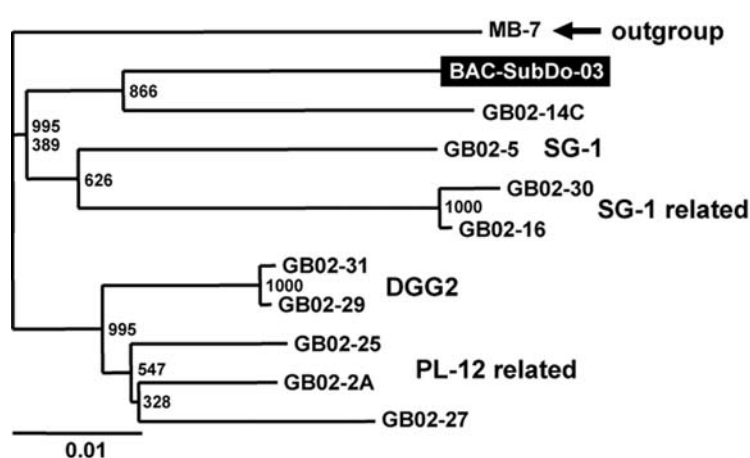 MB-7 outgroup
BAC-SubDo-03
866
GB02-14C
995
389
GB02-5 SG-1
626
GB02-30
1000
SG-1 related
GB02-16
GB02-31
1000
DGG2
GB02-29
995
GB02-25
547
PL-12 related
GB02-2A
328
GB02-27
0.01